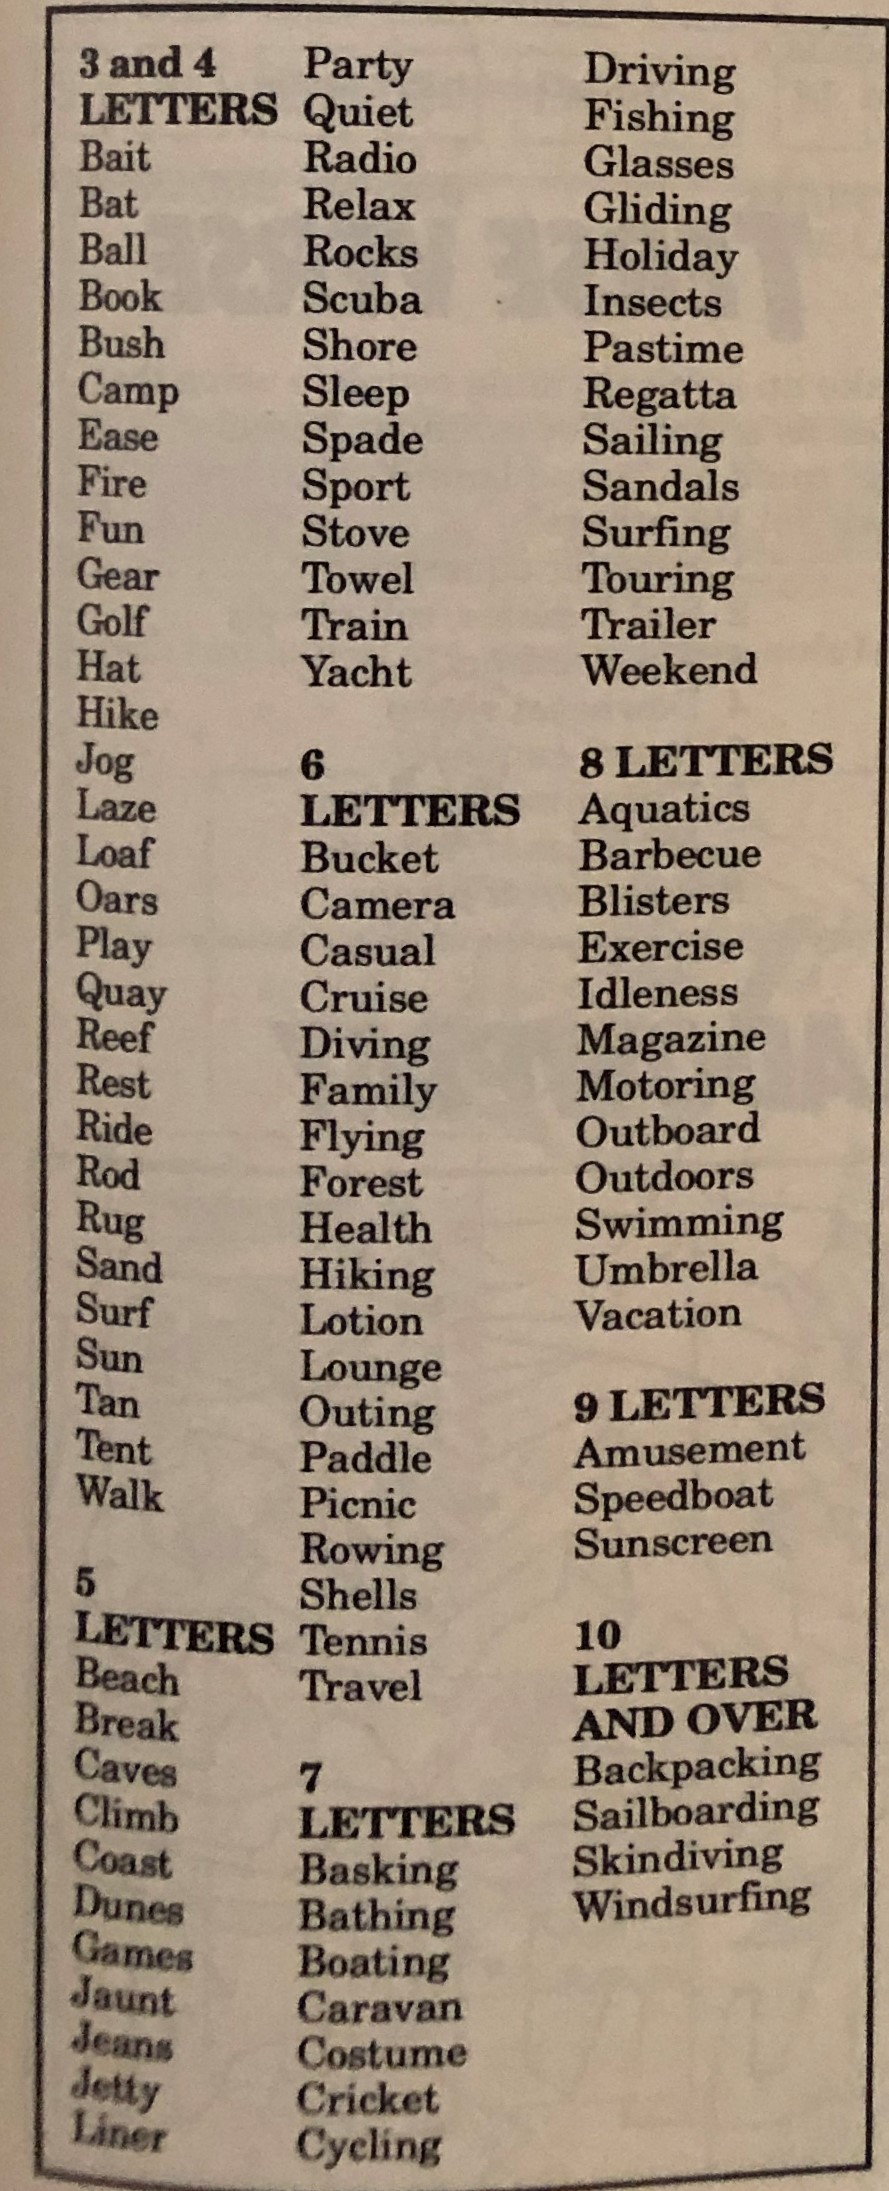 3 and 4
LETTERS
Bait
Bat
Ball
Book
Bush
Camp
Ease
Fire
Fun
Gear
Golf
Hat
Hike
Jog
Laze
Loaf
Oars
Play
Quay
Reef
Rest
Ride
Rod
Rug
Sand
Surf
Sun
Tan
Tent
Walk
5
LETTERS
Beach
Break
Caves
Climb
Coast
Dunes
Games
Jaunt
Jeans
Jetty
Liner
Party
Quiet
Radio
Relax
Rocks
Scuba
Shore
Sleep
Spade
Sport
Stove
Towel
Train
Yacht
6
LETTERS
Bucket
Camera
Casual
Cruise
Diving
Family
Flying
Forest
Health
Hiking
Lotion
Lounge
Outing
Paddle
Picnic
Rowing
Shells
Tennis
Travel
7
LETTERS
Basking
Bathing
Boating
Caravan
Costume
Cricket
Cycling
Driving
Fishing
Glasses
Gliding
Holiday
Insects
Pastime
Regatta
Sailing
Sandals
Surfing
Touring
Trailer
Weekend
8 LETTERS
Aquatics
Barbecue
Blisters
Exercise
Idleness
Magazine
Motoring
Outboard
Outdoors
Swimming
Umbrella
Vacation
9 LETTERS
Amusement
Speedboat
Sunscreen
10
LETTERS
AND OVER
Backpacking
Sailboarding
Skindiving
Windsurfing